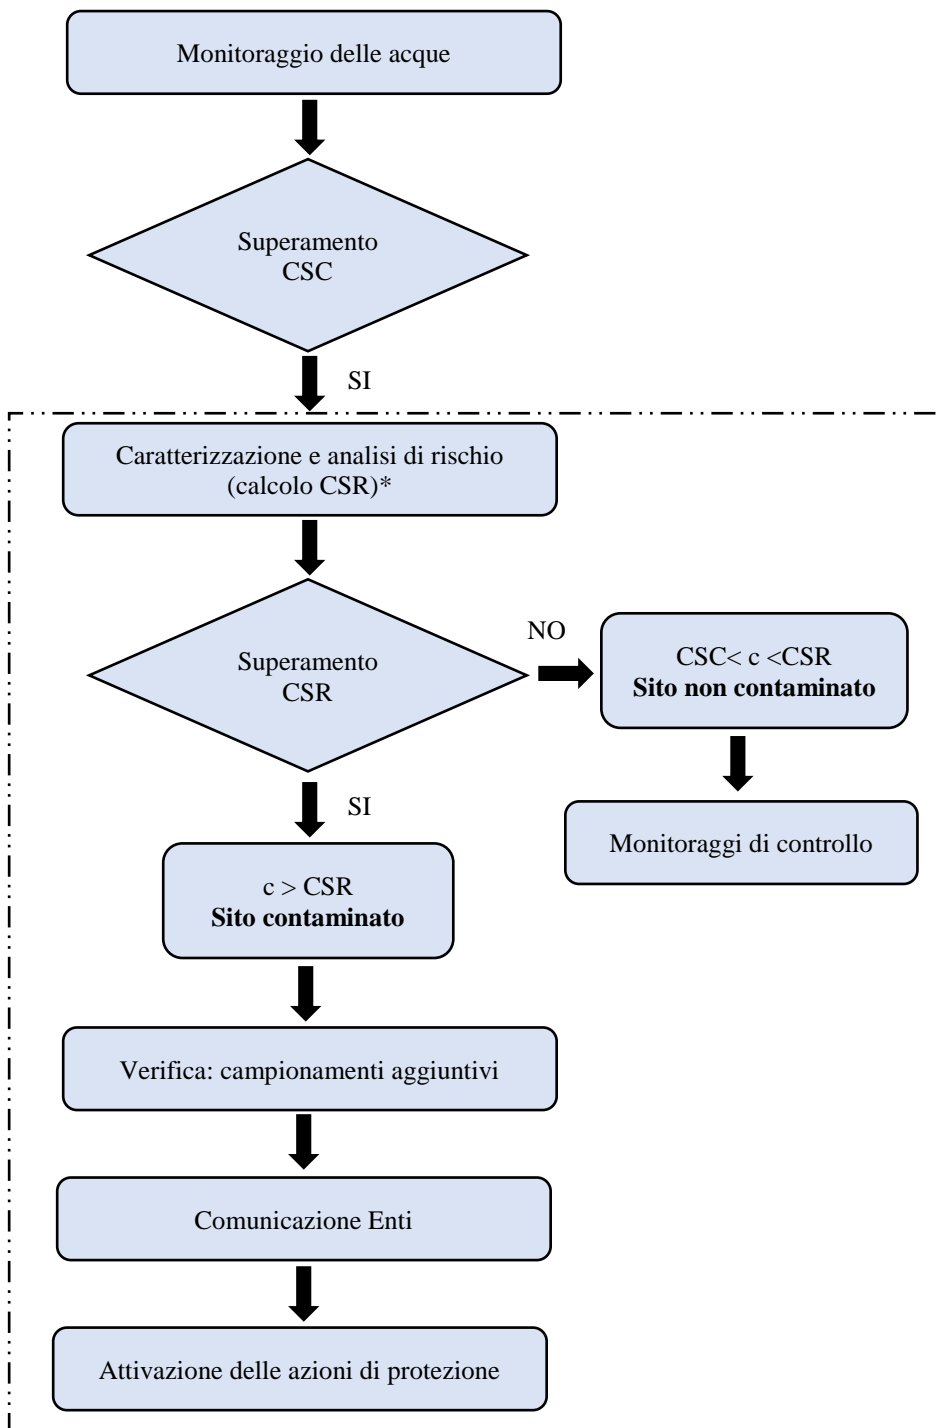 Monitoraggio delle acque
Superamento
CSC
SI
Caratterizzazione e analisi di rischio
(calcolo CSR)*
Superamento
CSR
NO
CSC< c <CSR
Sito non contaminato
Monitoraggi di controllo
SI
c > CSR
Sito contaminato
Verifica: campionamenti aggiuntivi
Comunicazione Enti
Attivazione delle azioni di protezione